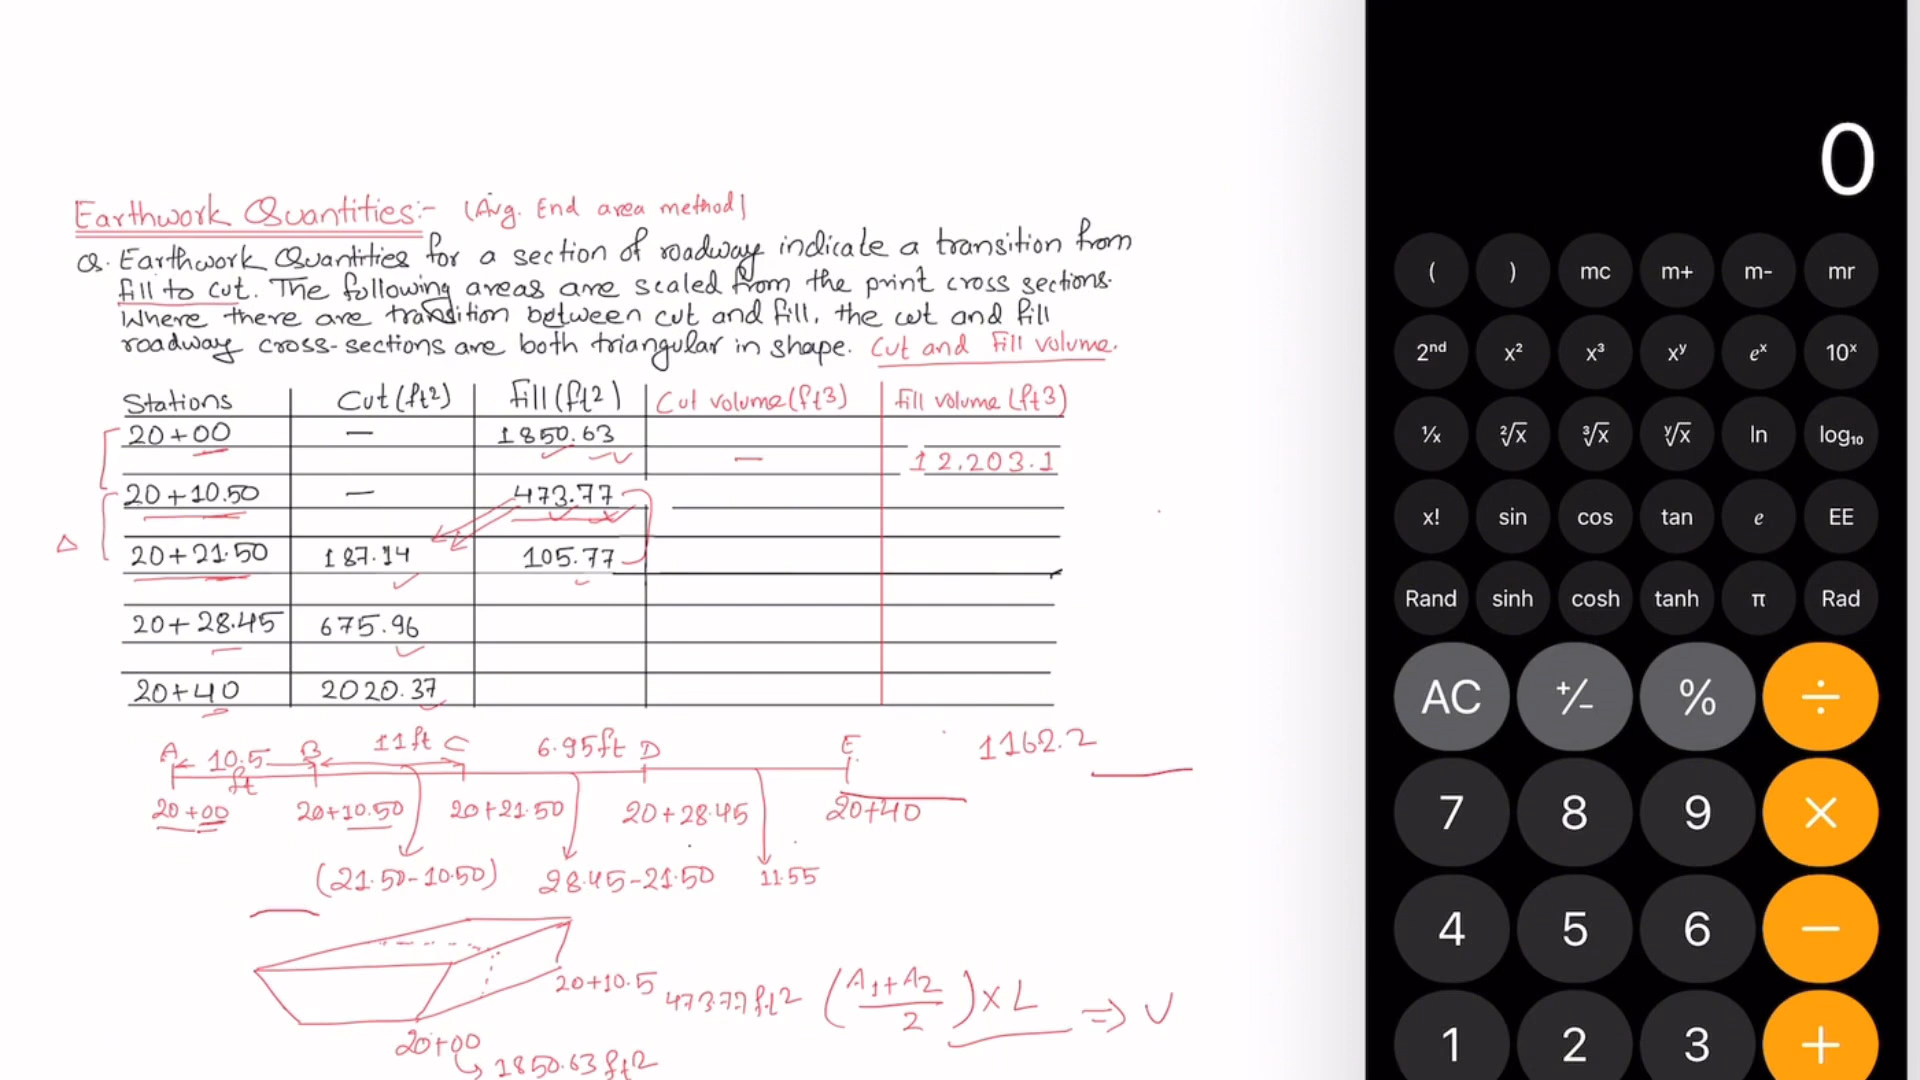 Earthwork Quantities:- (Avg. End area method)
Q. Earthwork Quantities for a section of roadway indicate a transition from
fill to cut. The following areas are scaled from the print cross sections.
Where there are transition between cut and fill, the cut and fill
roadway cross-sections are both triangular in shape. Cut and Fill volume.
Stations Cut (ft2) Fill (ft2) Cut volume (ft3) Fill volume (ft3)
20+00 — 1850.63
— 12,203.1
20+10.50 — 473.77
Δ 20+21.50 187.14 105.77
20+28.45 675.96
20+40 2020.37
A 10.5 ft B 11ft C 6.95ft D E 1162.2
20+00 20+10.50 20+21.50 20+28.45 20+40
(21.50-10.50) 28.45-21.50 11.55
20+10.5 473.77ft2 (A1+A2/2) × L ⇒ V
20+00
↳ 1850.63 ft2
0
( ) mc m+ m- mr
2nd x² x³ xʸ eˣ 10ˣ
¹/x ²√x ³√x ʸ√x ln log₁₀
x! sin cos tan e EE
Rand sinh cosh tanh π Rad
AC +/− % ÷
7 8 9 ×
4 5 6 −
1 2 3 +